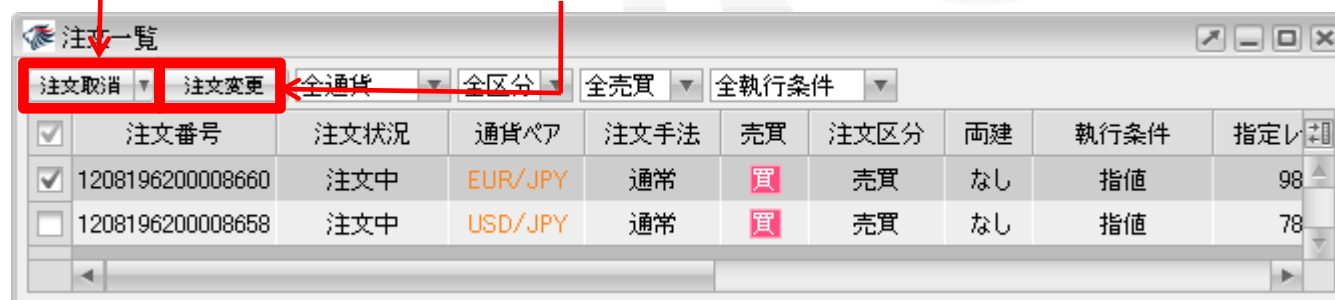 注文一覧
注文取消 注文変更 全通貨 全区分 全売買 全執行条件
注文番号 注文状況 通貨ペア 注文手法 売買 注文区分 両建 執行条件 指定レ
1208196200008660 注文中 EUR/JPY 通常 買 売買 なし 指値 98
1208196200008658 注文中 USD/JPY 通常 買 売買 なし 指値 78